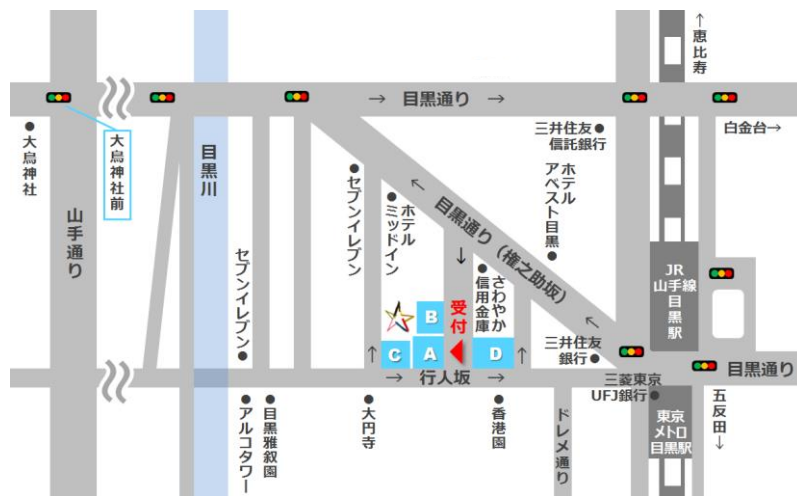 ↑恵比寿
→ 目黒通り →
三井住友●
信託銀行
白金台→
●大鳥神社
大鳥神社前
山手通り
目黒川
●セブンイレブン
●ホテル
ミッドイン
← 目黒通り（権之助坂） ←
ホテル
アベスト目黒●
セブンイレブン●
↓
●さわやか
信用金庫
JR
山手線
目黒駅
B
受付
C
A
D
↑
↑
三井住友
銀行●
→ 行人坂 →
目黒通り
三菱東京
UFJ銀行●
●アルコタワー
●目黒雅叙園
●大円寺
●香港園
ドレメ通り
東京
メトロ
目黒駅
五反田↓